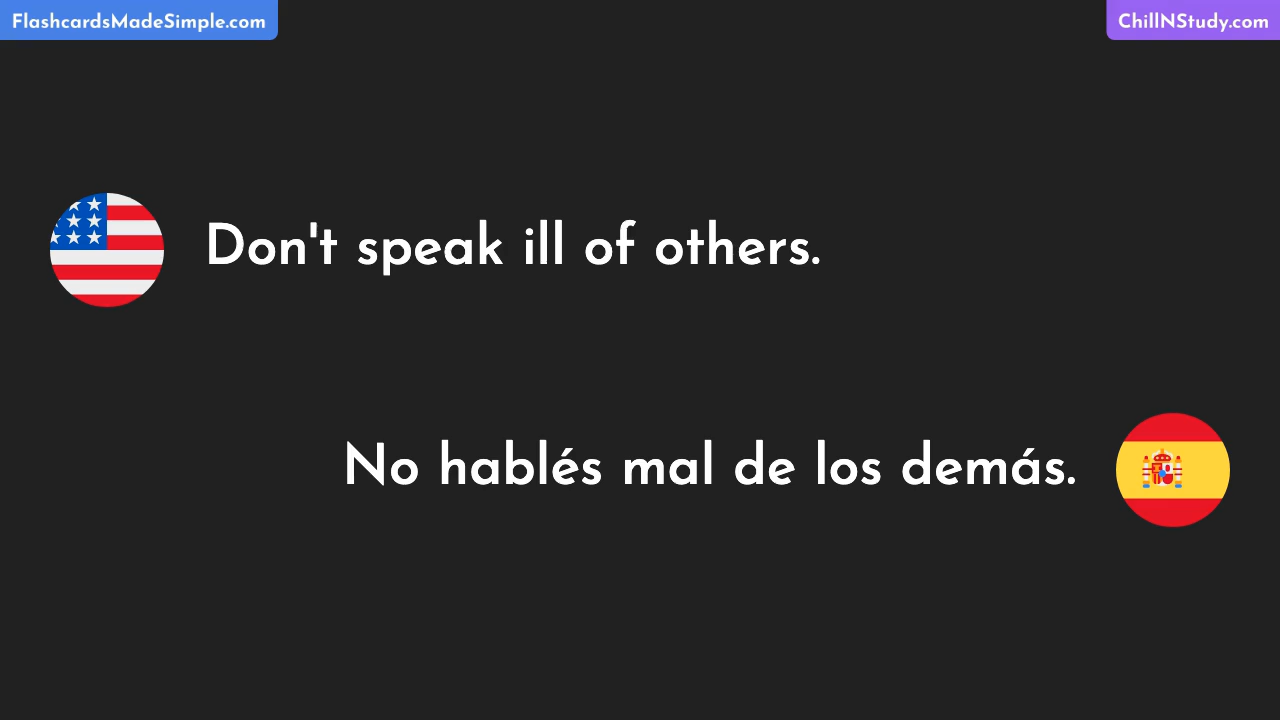 FlashcardsMadeSimple.com
ChillNStudy.com
Don't speak ill of others.
No hablés mal de los demás.